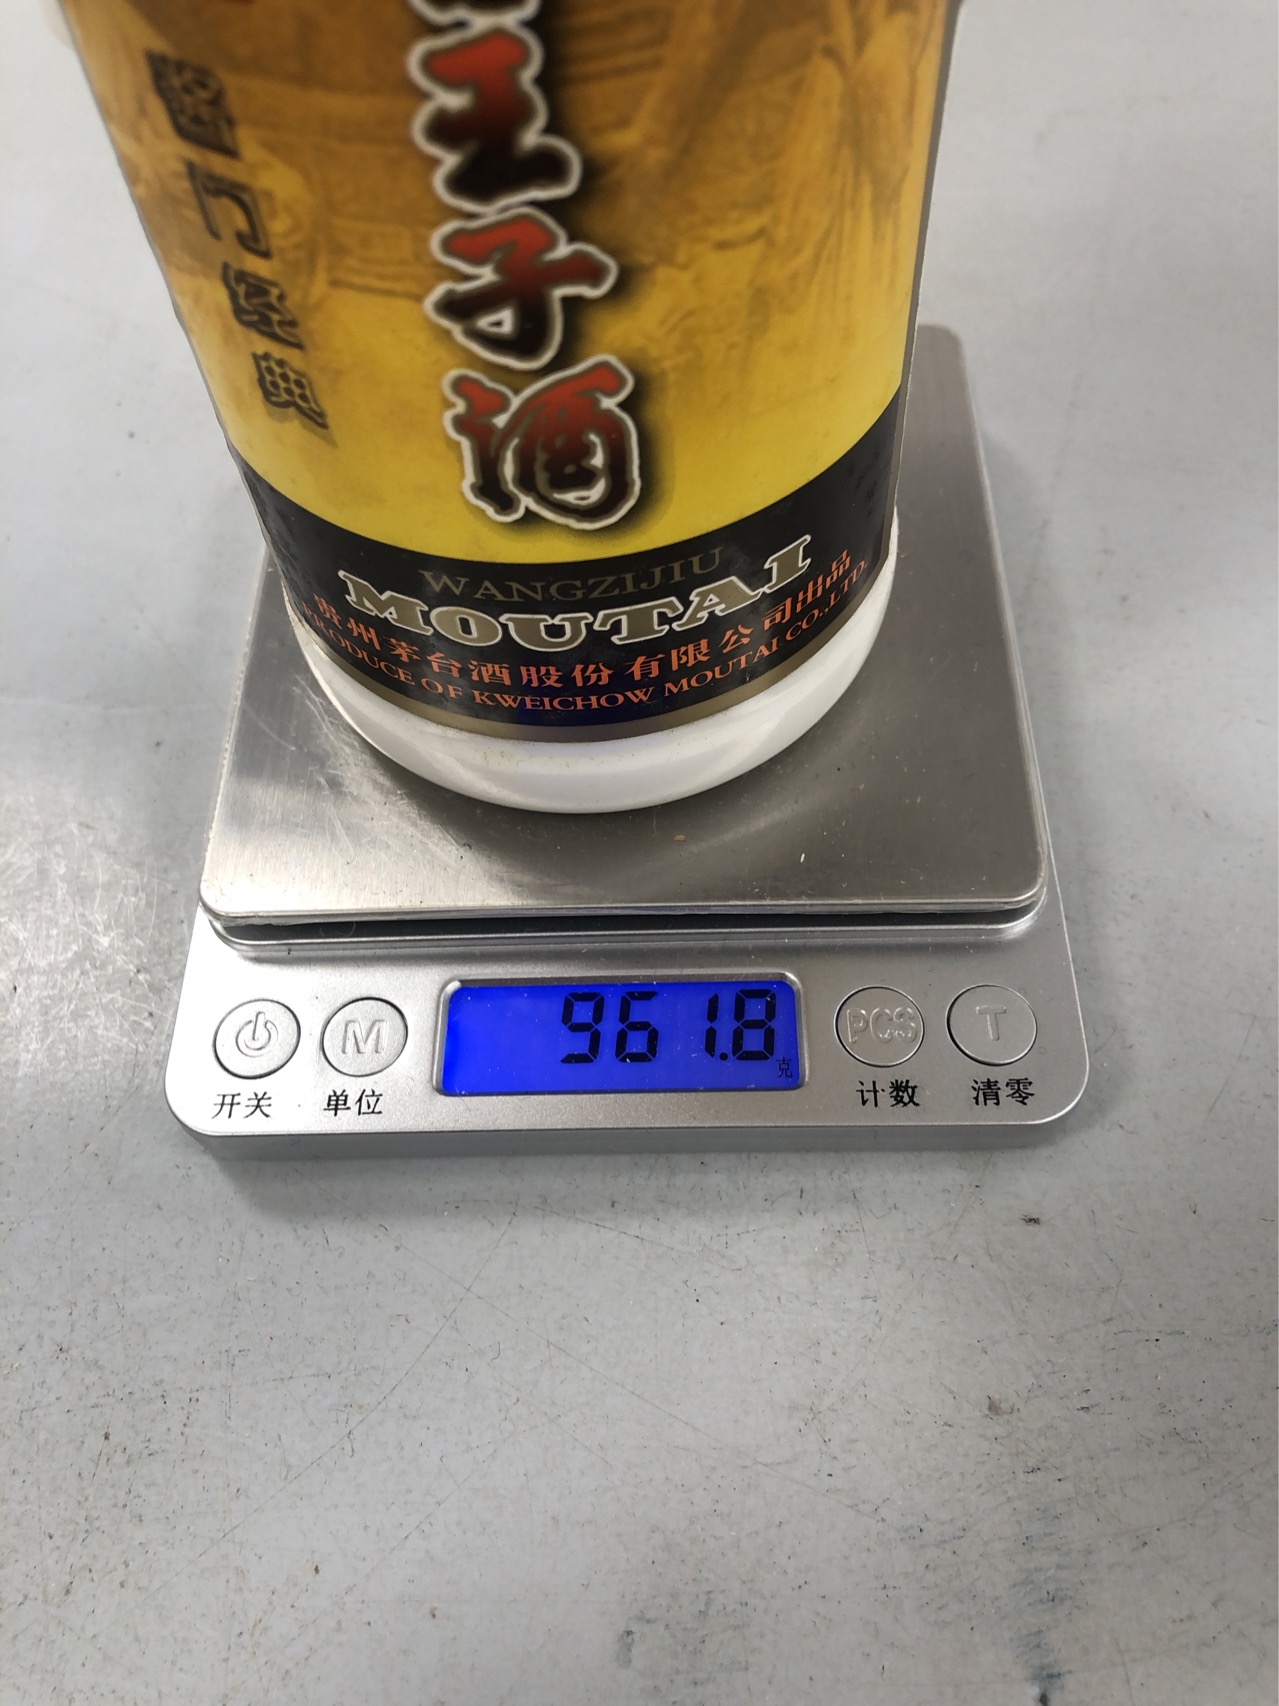 王子酒
酱门经典
WANGZIJIU
MOUTAI
贵州茅台酒股份有限公司出品
PRODUCE OF KWEICHOW MOUTAI CO.,LTD.
961.8
克
M
PCS
T
开关
单位
计数
清零